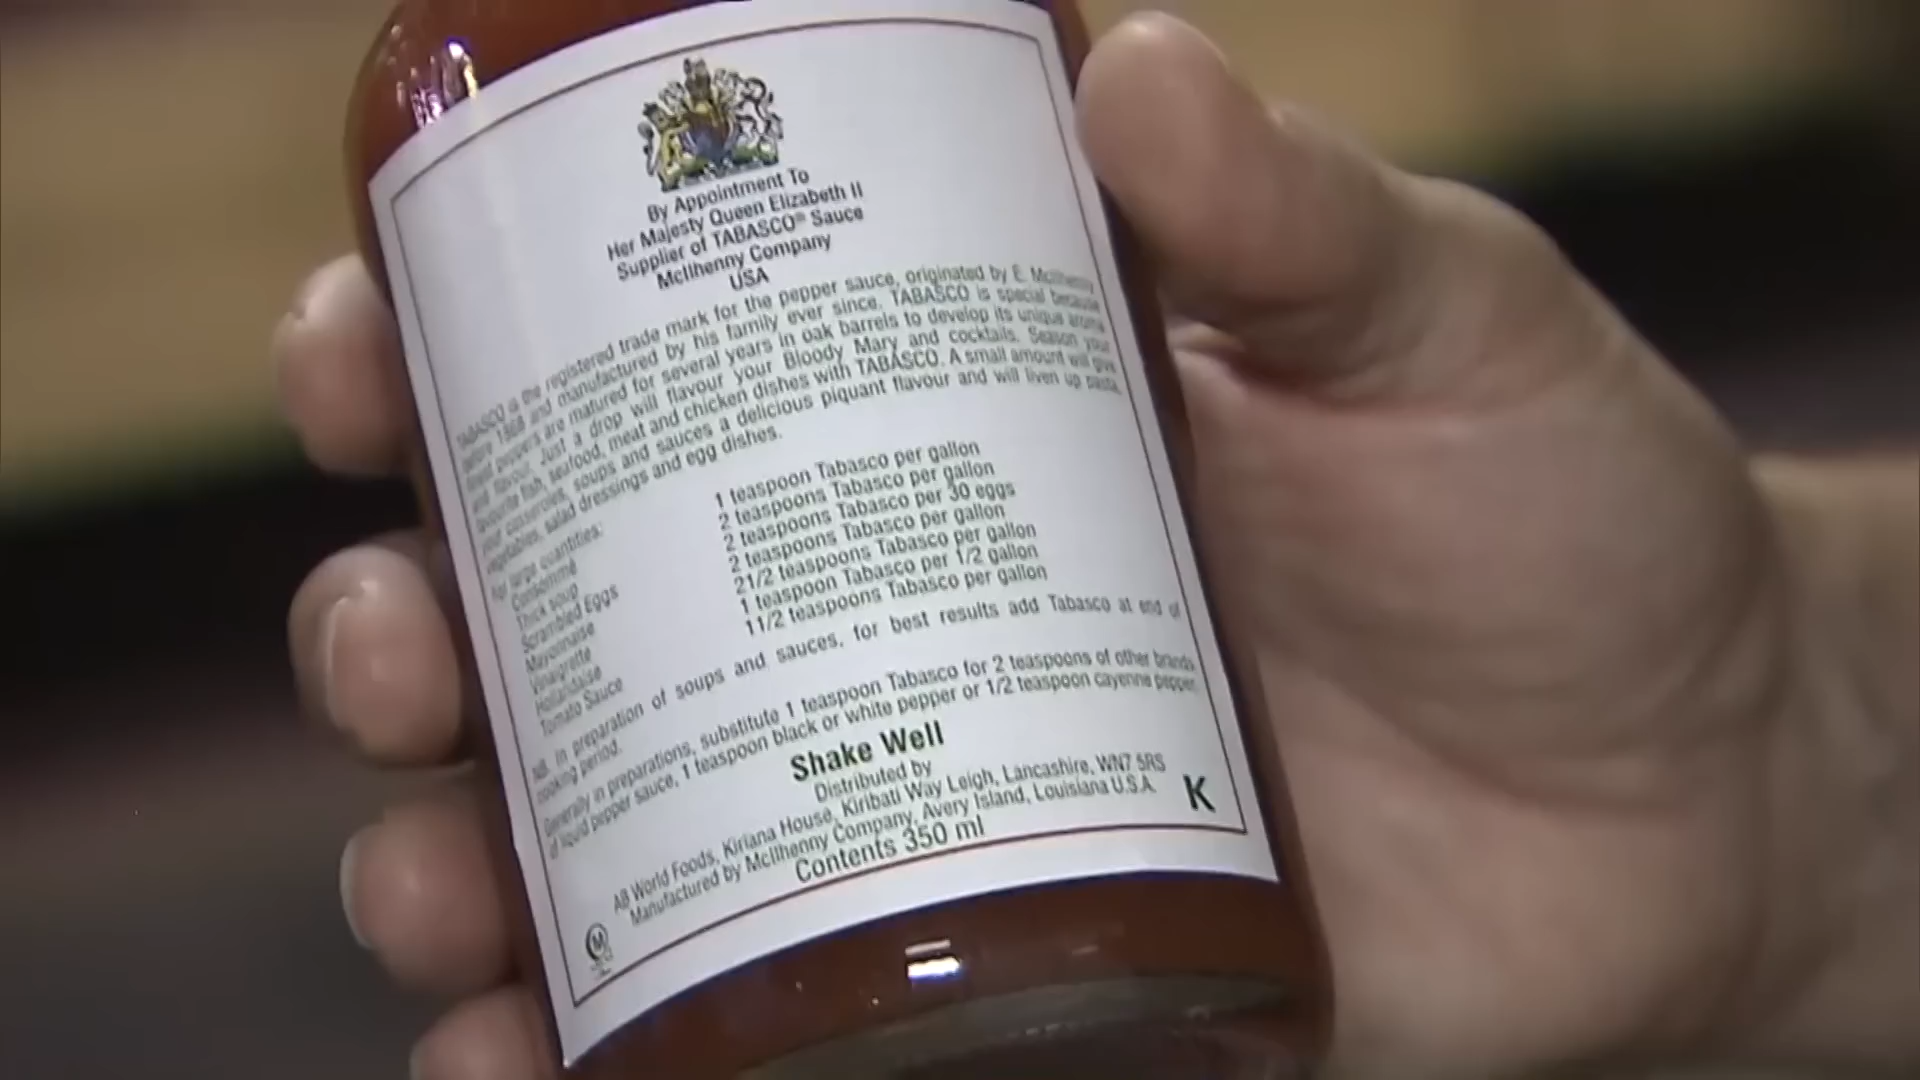 By Appointment To
Her Majesty Queen Elizabeth II
Supplier of TABASCO® Sauce
McIlhenny Company
USA
TABASCO is the registered trade mark for the pepper sauce, originated by E. McIlhenny
before 1868 and manufactured by his family ever since. TABASCO is special because
finest peppers are matured for several years in oak barrels to develop its unique aroma
and flavour. Just a drop will flavour your Bloody Mary and cocktails. Season your
favourite fish, seafood, meat and chicken dishes with TABASCO. A small amount will give
your casseroles, soups and sauces a delicious piquant flavour and will liven up pasta,
vegetables, salad dressings and egg dishes.
For large quantities:
Consommé 1 teaspoon Tabasco per gallon
Thick soup 2 teaspoons Tabasco per gallon
Scrambled Eggs 2 teaspoons Tabasco per 30 eggs
Mayonnaise 2 teaspoons Tabasco per gallon
Vinaigrette 21/2 teaspoons Tabasco per gallon
Hollandaise 1 teaspoon Tabasco per 1/2 gallon
Tomato Sauce 11/2 teaspoons Tabasco per gallon
NB. In preparation of soups and sauces, for best results add Tabasco at end of
cooking period.
Generally in preparations, substitute 1 teaspoon Tabasco for 2 teaspoons of other brands
of liquid pepper sauce, 1 teaspoon black or white pepper or 1/2 teaspoon cayenne pepper.
Shake Well
Distributed by
AB World Foods, Kiriana House, Kiribati Way Leigh, Lancashire, WN7 5RS
Manufactured by McIlhenny Company, Avery Island, Louisiana U.S.A.
Contents 350 ml
K
M